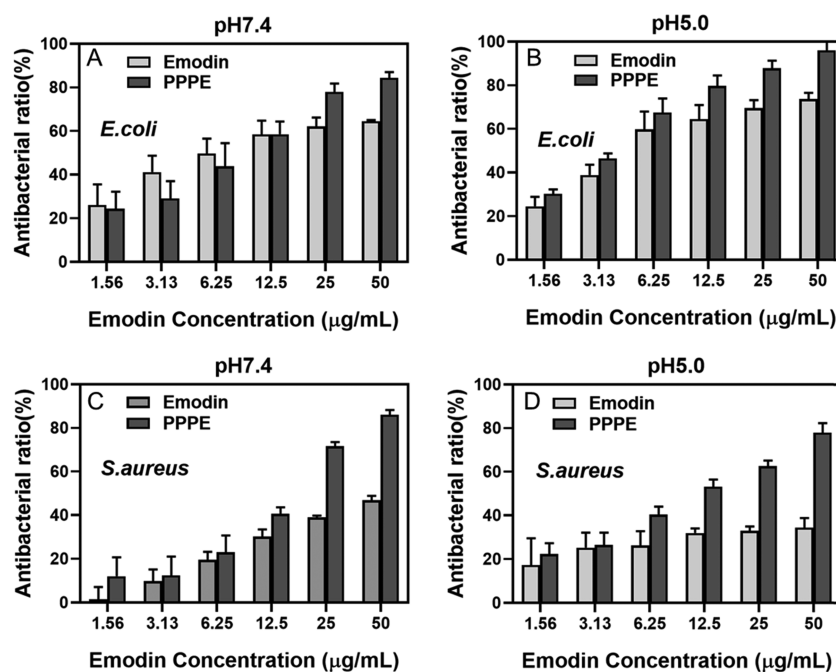 pH7.4
A
Emodin
PPPE
E.coli
Antibacterial ratio(%)
100
80
60
40
20
0
1.56 3.13 6.25 12.5 25 50
Emodin Concentration (μg/mL)
pH5.0
B
Emodin
PPPE
E.coli
Antibacterial ratio(%)
100
80
60
40
20
0
1.56 3.13 6.25 12.5 25 50
Emodin Concentration (μg/mL)
pH7.4
C
Emodin
PPPE
S.aureus
Antibacterial ratio(%)
100
80
60
40
20
0
1.56 3.13 6.25 12.5 25 50
Emodin Concentration (μg/mL)
pH5.0
D
Emodin
PPPE
S.aureus
Antibacterial ratio(%)
100
80
60
40
20
0
1.56 3.13 6.25 12.5 25 50
Emodin Concentration (μg/mL)